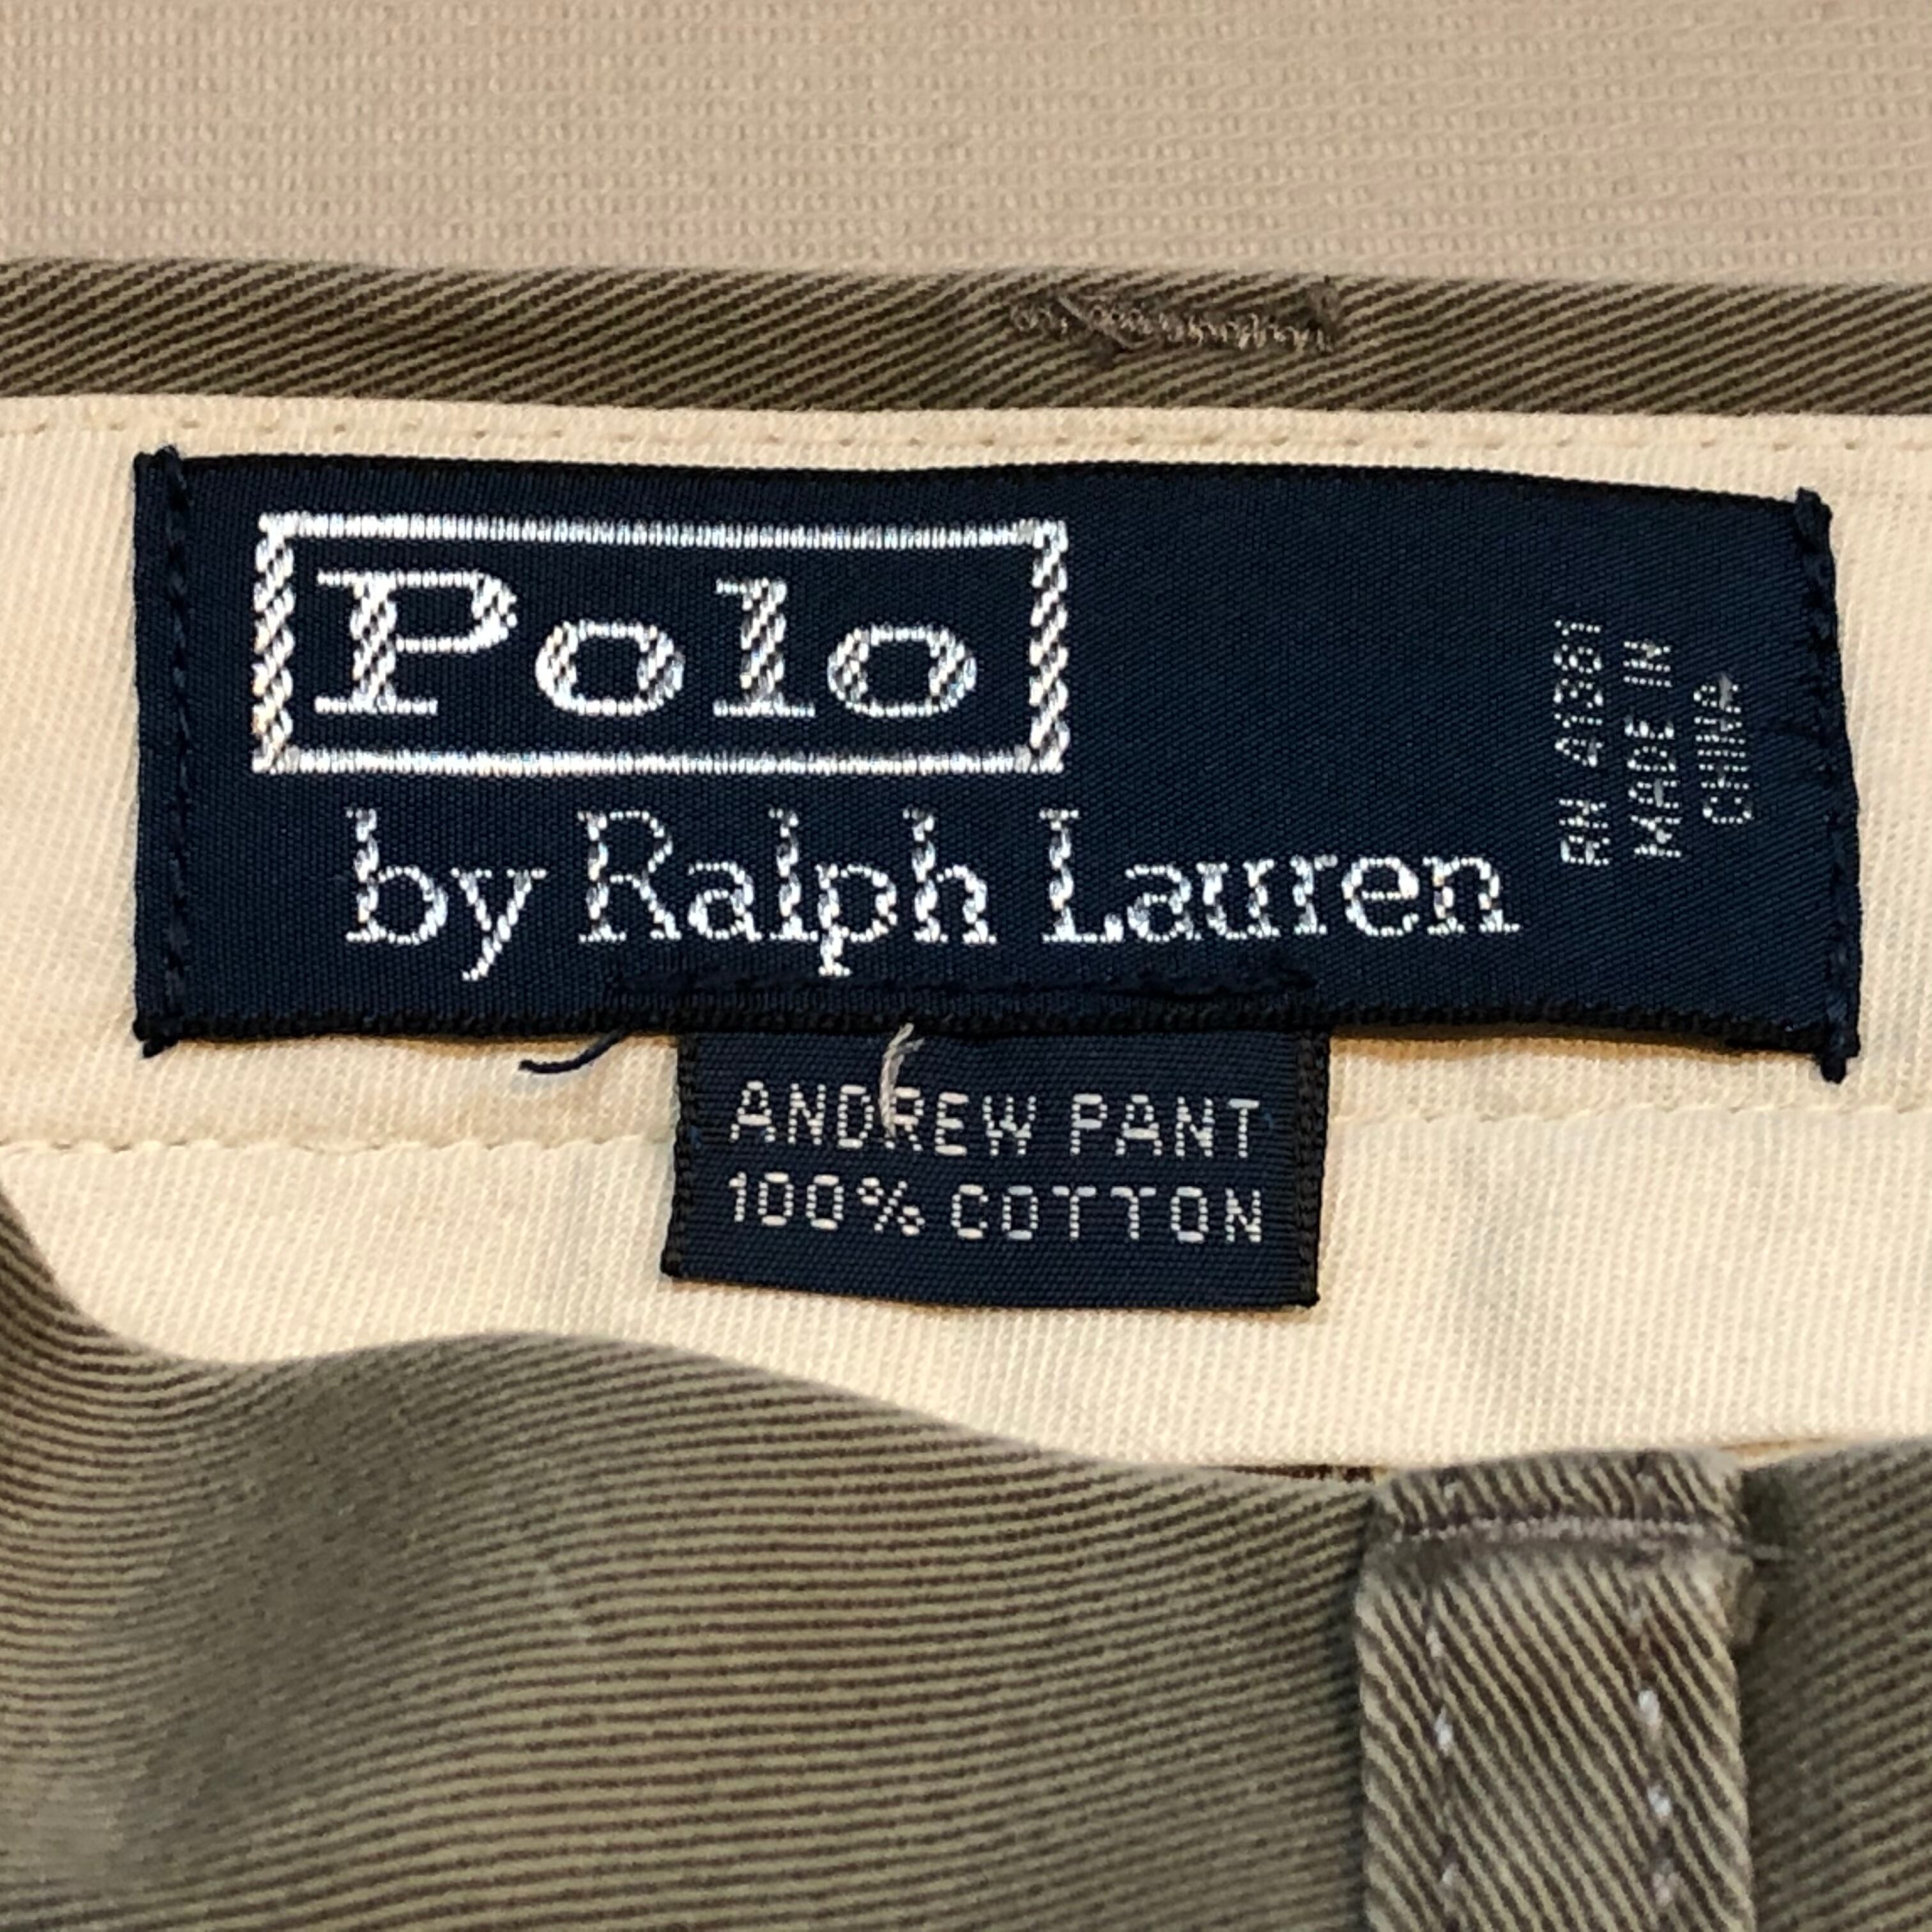 Polo
by Ralph Lauren
RN 41381
MADE IN
CHINA
ANDREW PANT
100% COTTON